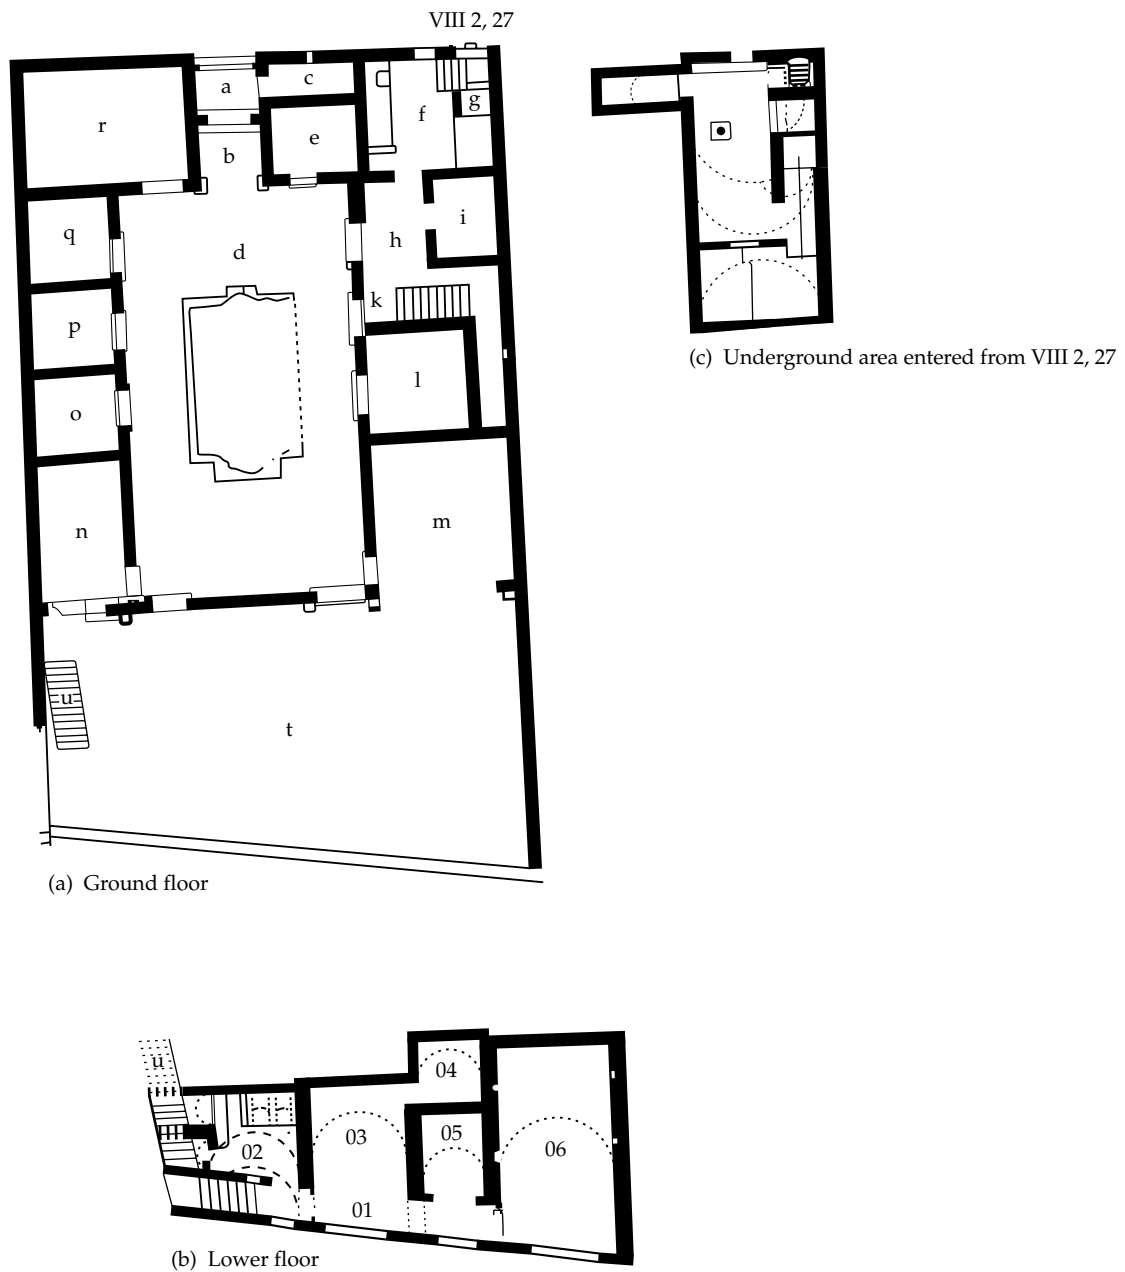 VIII 2, 27
a
c
r
e
f
g
b
q
d
h
i
p
k
o
l
n
m
u
t
(a) Ground floor
(c) Underground area entered from VIII 2, 27
u
04
02
03
05
06
01
(b) Lower floor